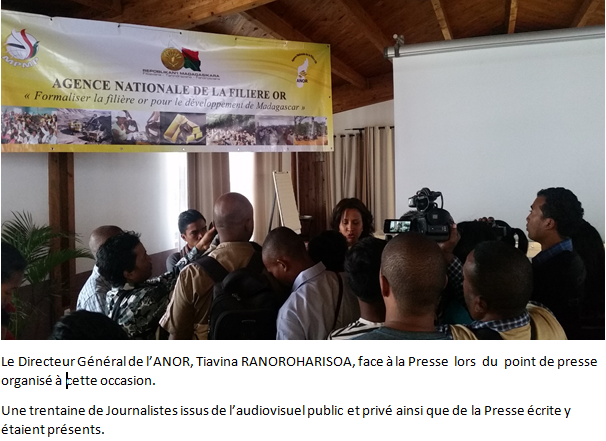 REPOBLIKAN'I MADAGASIKARA
ANOR
AGENCE NATIONALE DE LA FILIERE OR
« Formaliser la filière or pour le développement de Madagascar »
Le Directeur Général de l'ANOR, Tiavina RANOROHARISOA, face à la Presse lors du point de presse
organisé à cette occasion.
Une trentaine de Journalistes issus de l'audiovisuel public et privé ainsi que de la Presse écrite y
étaient présents.